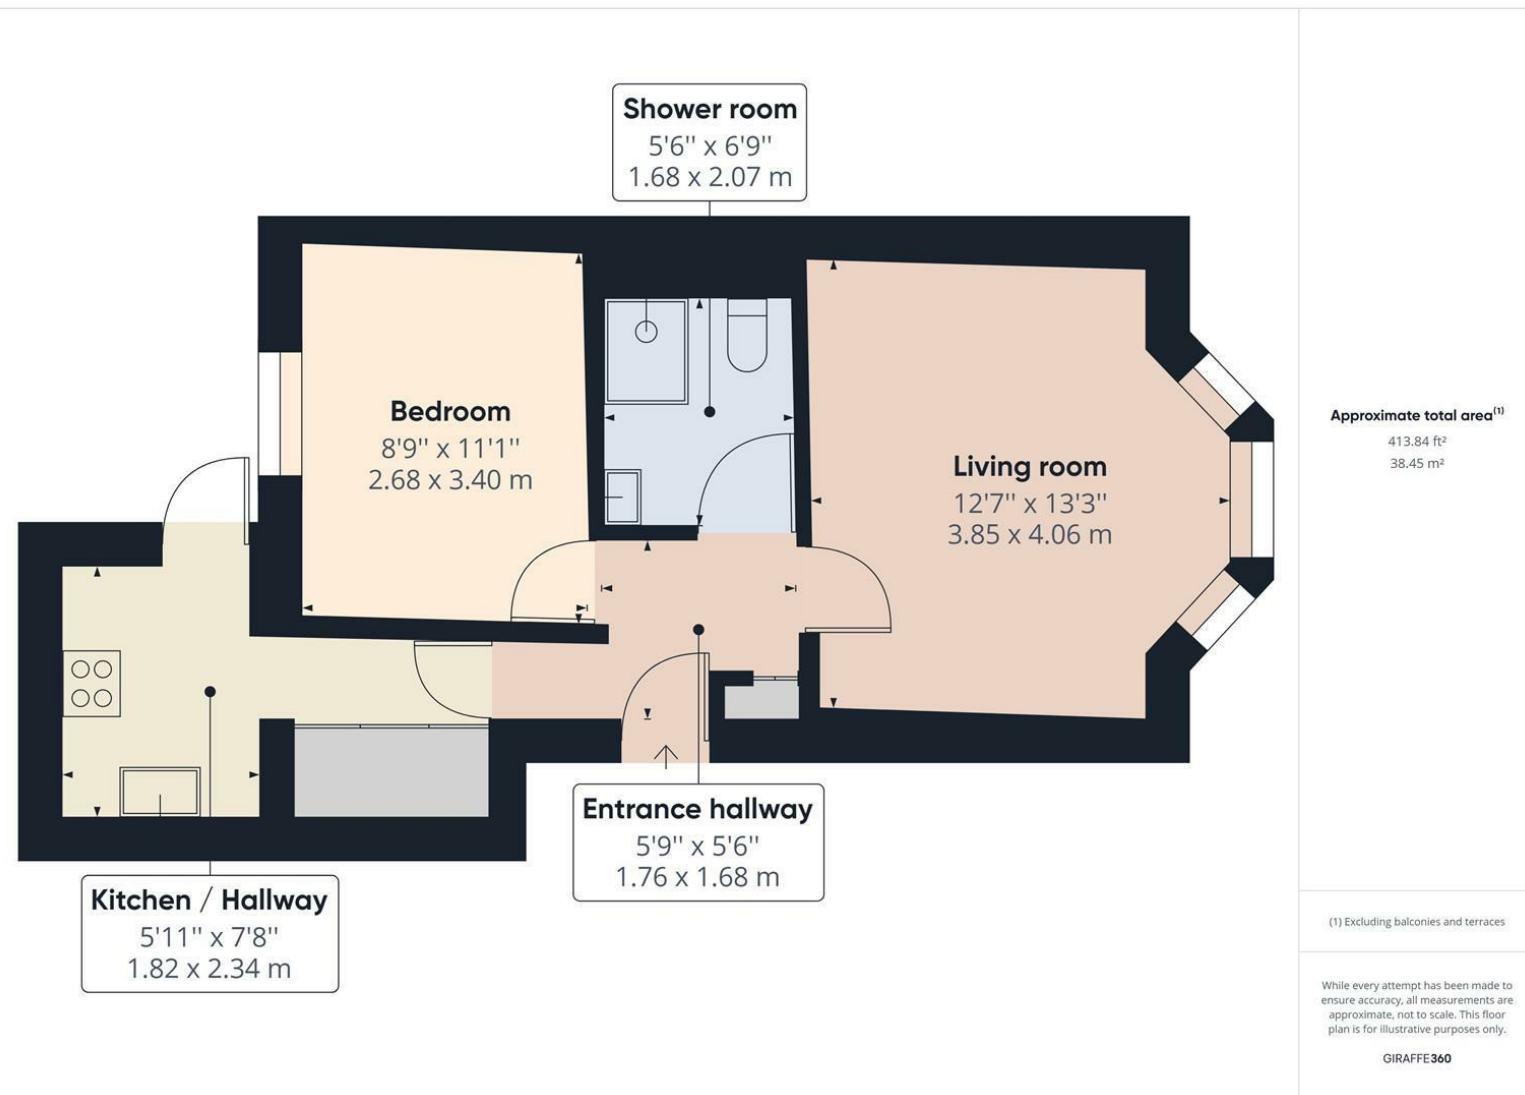 Shower room
5'6'' x 6'9''
1.68 x 2.07 m
Bedroom
8'9'' x 11'1''
2.68 x 3.40 m
Living room
12'7'' x 13'3''
3.85 x 4.06 m
Entrance hallway
5'9'' x 5'6''
1.76 x 1.68 m
Kitchen / Hallway
5'11'' x 7'8''
1.82 x 2.34 m
Approximate total area(1)
413.84 ft²
38.45 m²
(1) Excluding balconies and terraces
While every attempt has been made to
ensure accuracy, all measurements are
approximate, not to scale. This floor
plan is for illustrative purposes only.
GIRAFFE360